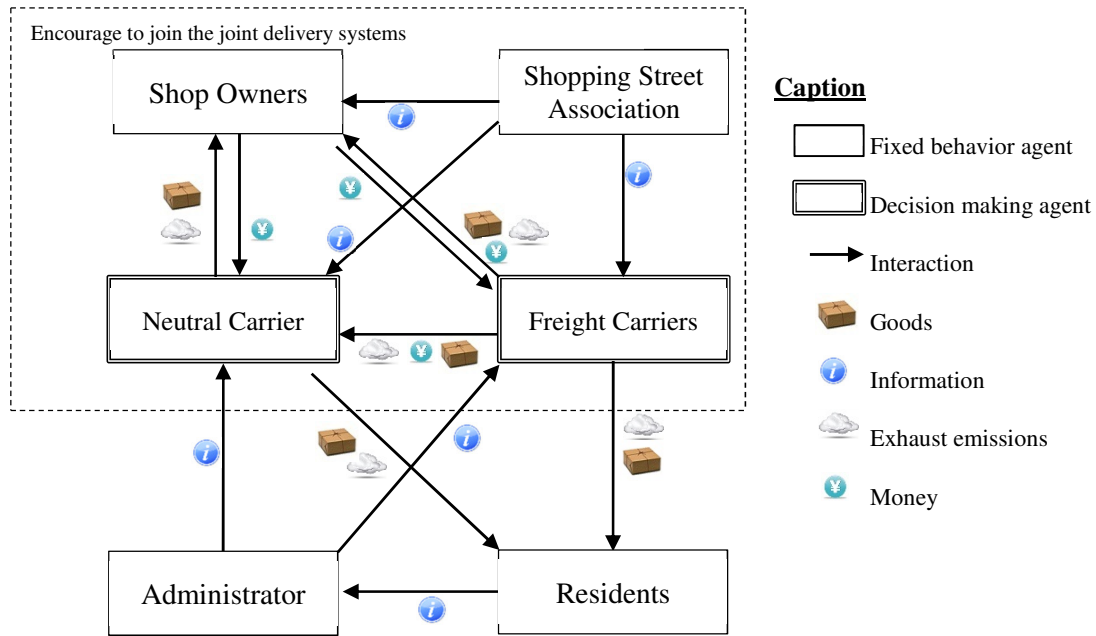 Encourage to join the joint delivery systems
Shop Owners
Shopping Street
Association
Neutral Carrier
Freight Carriers
Administrator
Residents
Caption
Fixed behavior agent
Decision making agent
Interaction
Goods
Information
Exhaust emissions
Money